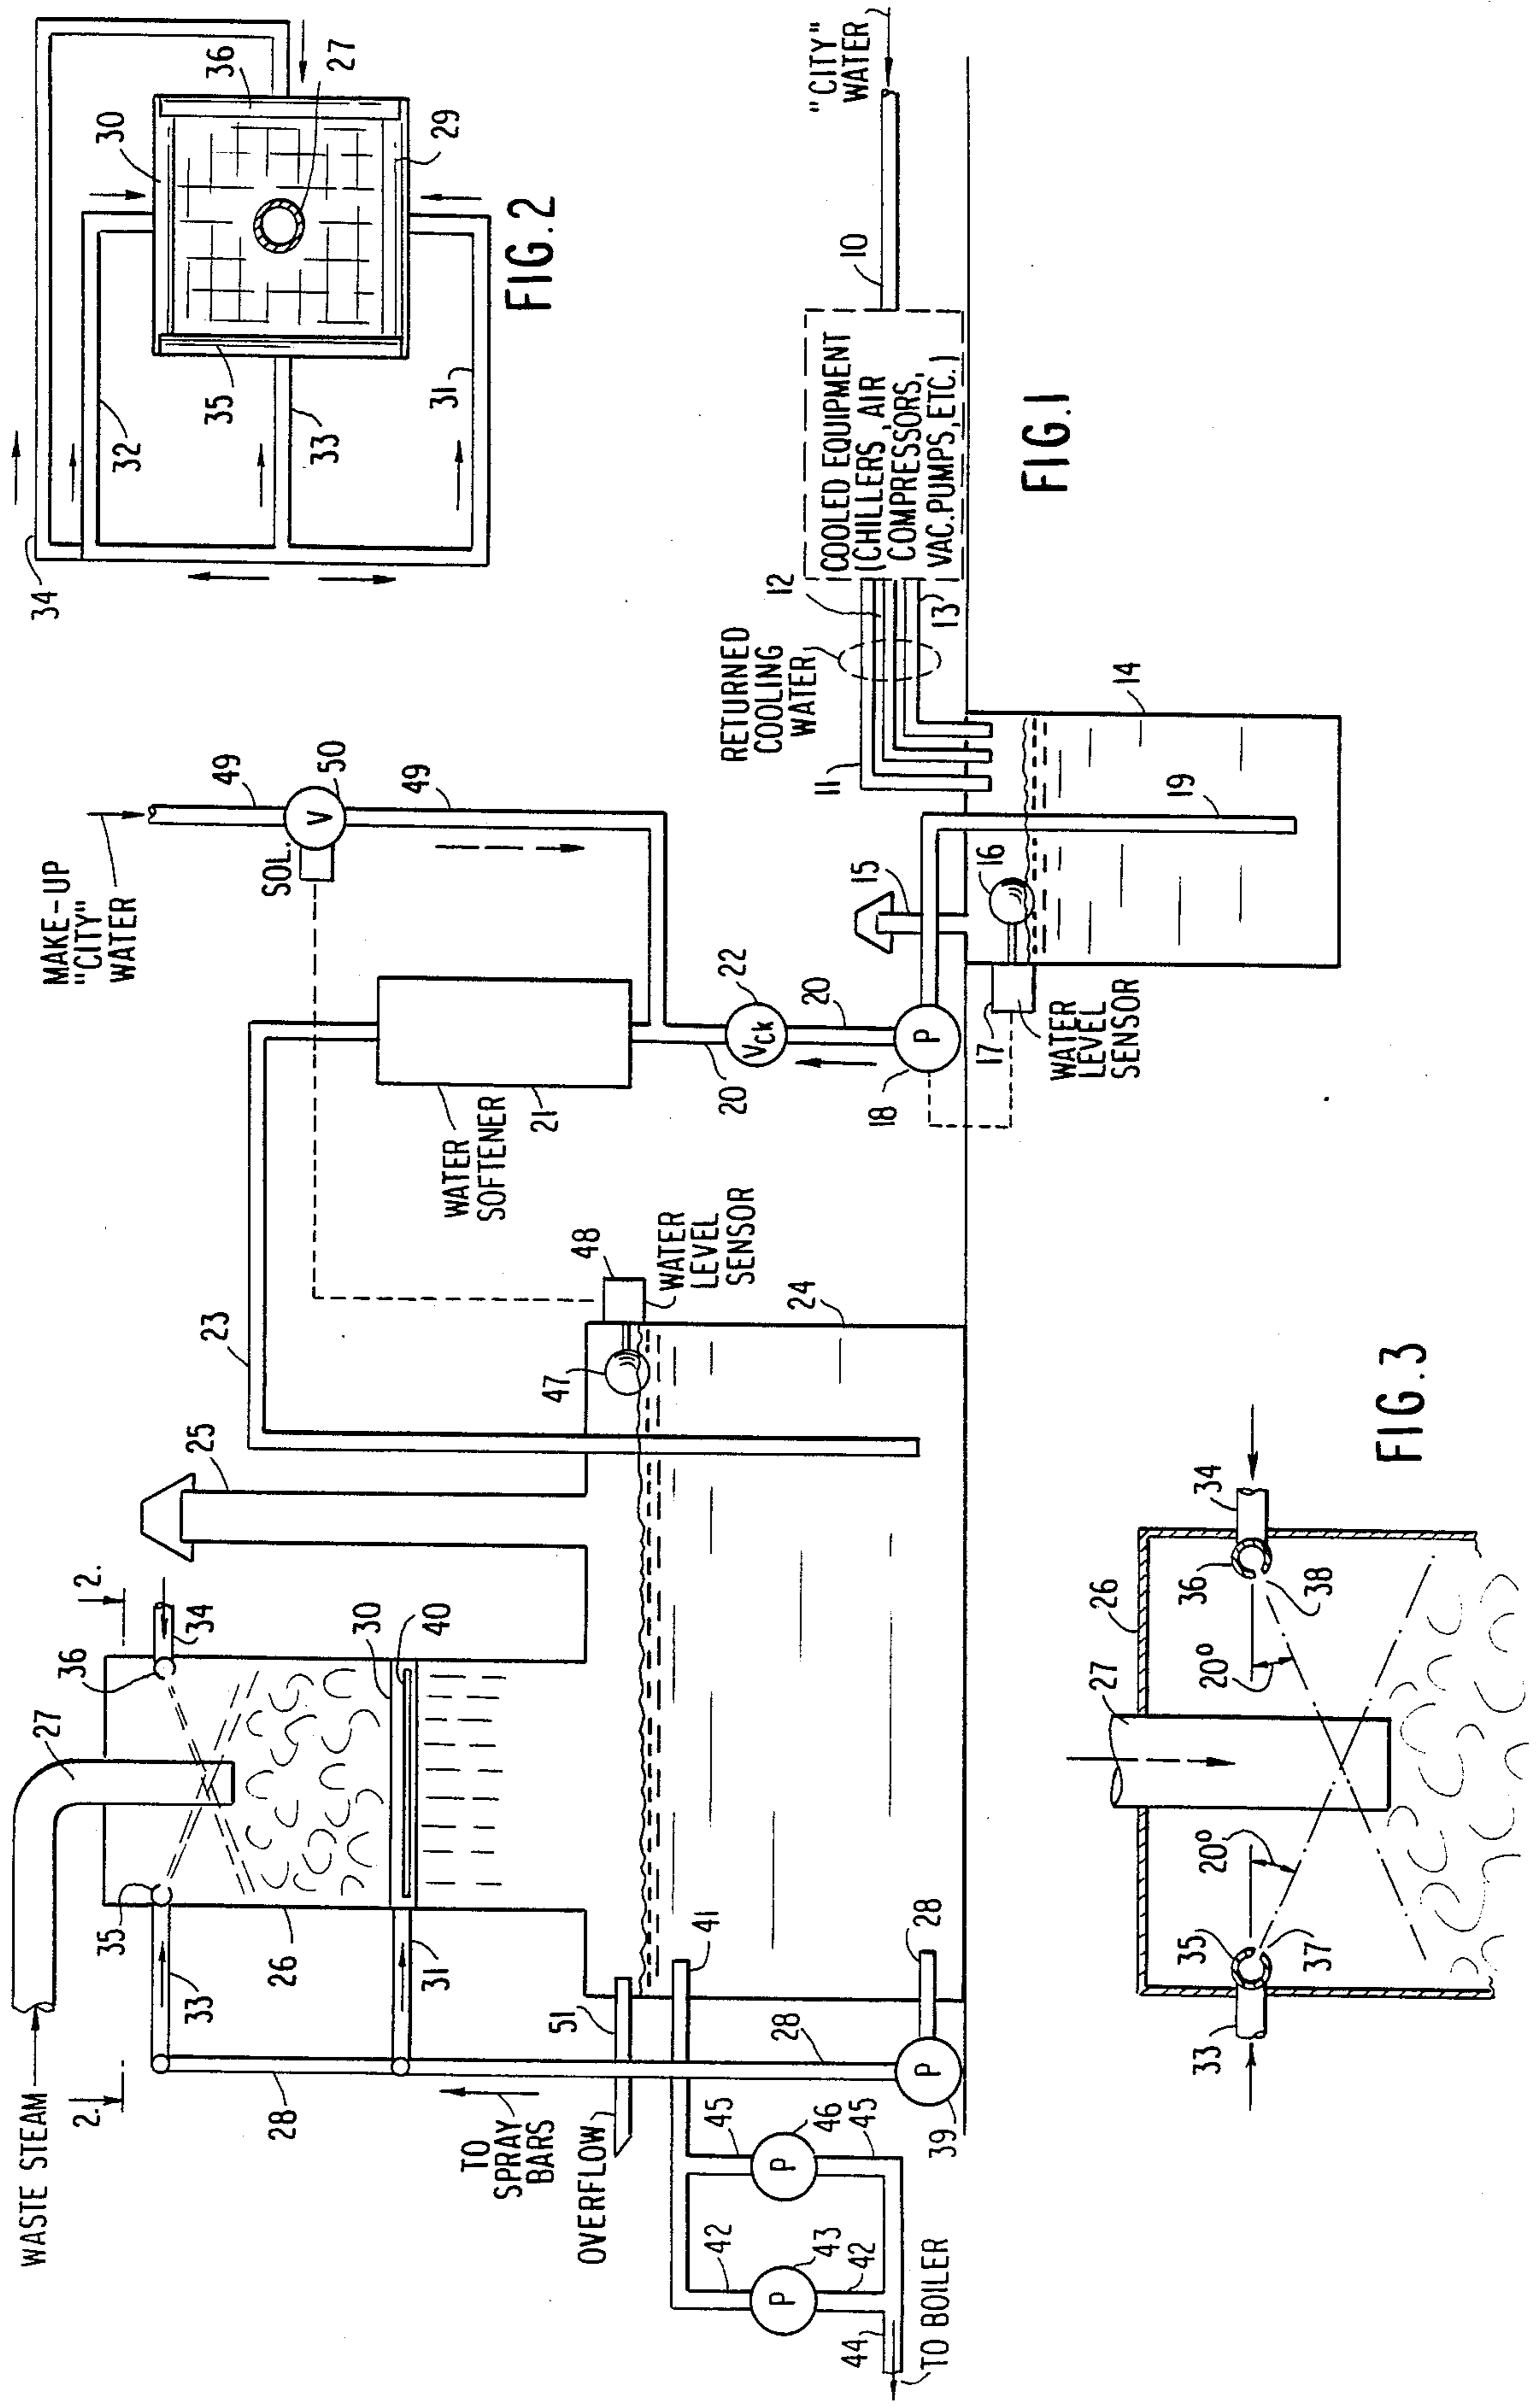 WASTE STEAM
27
35
36
34
2.
2.
33
26
28
31
30
40
TO
SPRAY
BARS
OVERFLOW
51
41
28
28
P
39
45
46
P
45
42
43
P
42
44
TO BOILER
25
23
47
48
WATER
LEVEL
SENSOR
24
WATER
SOFTENER
21
MAKE-UP
"CITY"
WATER
49
SOL.
V
50
49
20
VCK
22
20
P
18
17
WATER
LEVEL
SENSOR
15
16
19
14
11
RETURNED
COOLING
WATER
12
13
COOLED EQUIPMENT
(CHILLERS, AIR
COMPRESSORS,
VAC. PUMPS, ETC.)
10
"CITY"
WATER
FIG. 1
34
32
30
36
27
35
33
31
29
FIG. 2
33
35
37
20°
27
26
20°
36
38
34
FIG. 3